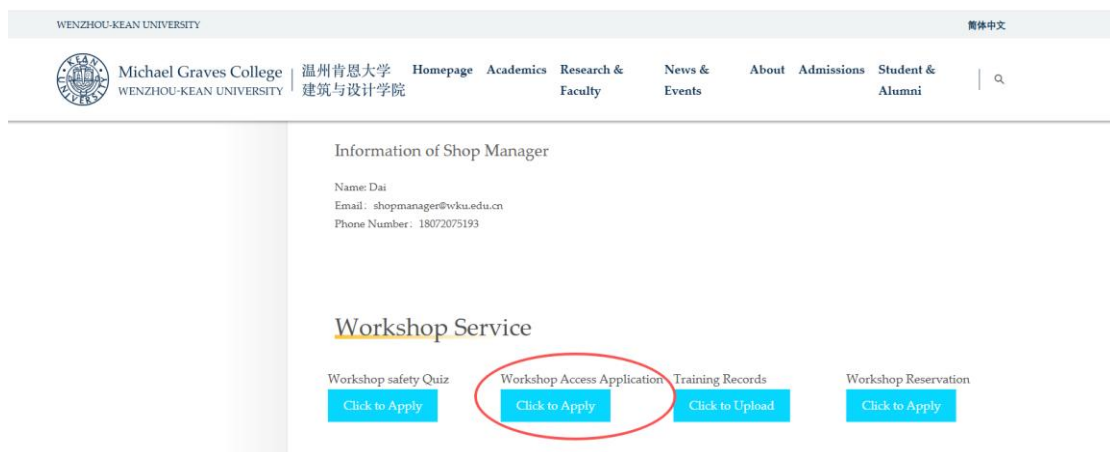 WENZHOU-KEAN UNIVERSITY
简体中文
KEAN
UNIVERSITY
Michael Graves College
WENZHOU-KEAN UNIVERSITY
温州肯恩大学
建筑与设计学院
Homepage Academics Research & Faculty News & Events About Admissions Student & Alumni
Information of Shop Manager
Name: Dai
Email：shopmanager@wku.edu.cn
Phone Number：18072075193
Workshop Service
Workshop safety Quiz Workshop Access Application Training Records Workshop Reservation
Click to Apply Click to Apply Click to Upload Click to Apply